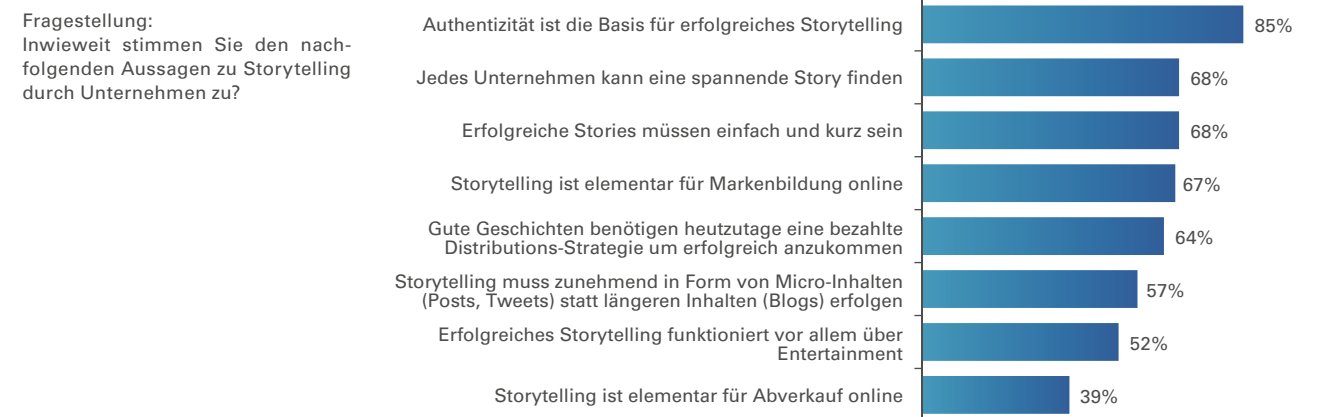 Fragestellung:
Inwieweit stimmen Sie den nach-
folgenden Aussagen zu Storytelling
durch Unternehmen zu?
Authentizität ist die Basis für erfolgreiches Storytelling
85%
Jedes Unternehmen kann eine spannende Story finden
68%
Erfolgreiche Stories müssen einfach und kurz sein
68%
Storytelling ist elementar für Markenbildung online
67%
Gute Geschichten benötigen heutzutage eine bezahlte
Distributions-Strategie um erfolgreich anzukommen
64%
Storytelling muss zunehmend in Form von Micro-Inhalten
(Posts, Tweets) statt längeren Inhalten (Blogs) erfolgen
57%
Erfolgreiches Storytelling funktioniert vor allem über
Entertainment
52%
Storytelling ist elementar für Abverkauf online
39%